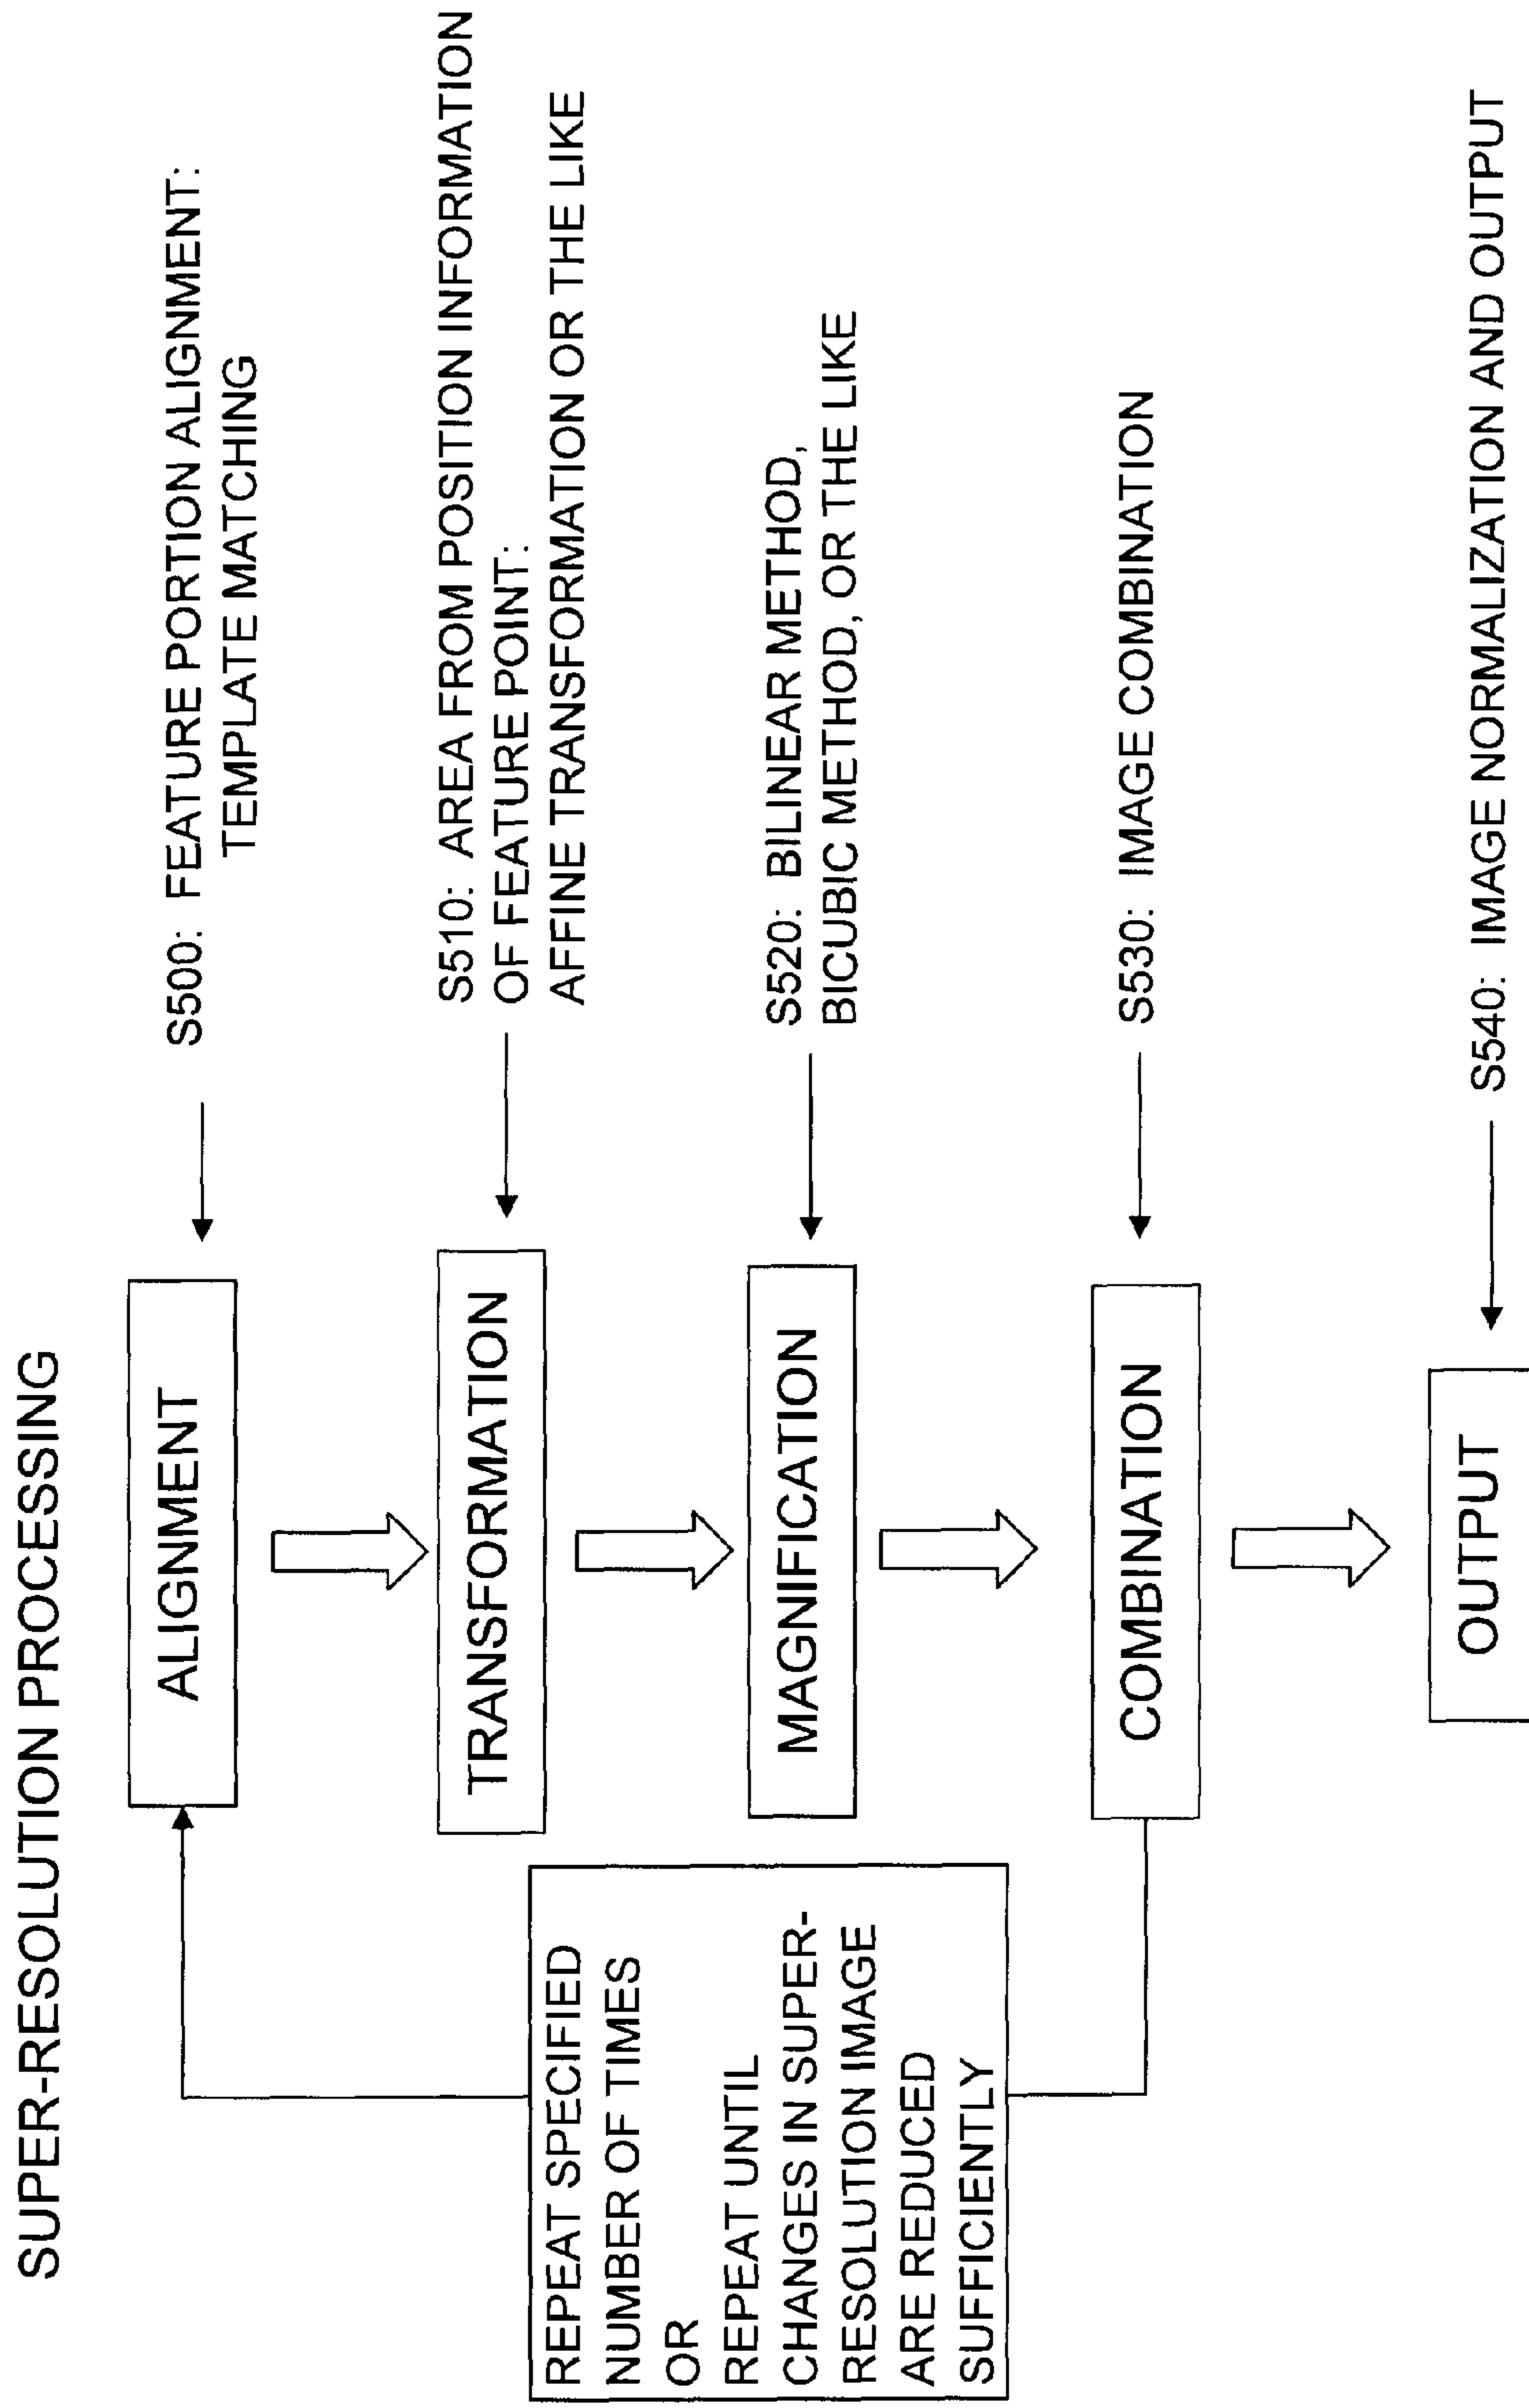 SUPER-RESOLUTION PROCESSING
ALIGNMENT
S500: FEATURE PORTION ALIGNMENT:
TEMPLATE MATCHING
TRANSFORMATION
S510: AREA FROM POSITION INFORMATION
OF FEATURE POINT:
AFFINE TRANSFORMATION OR THE LIKE
MAGNIFICATION
S520: BILINEAR METHOD,
BICUBIC METHOD, OR THE LIKE
COMBINATION
S530: IMAGE COMBINATION
OUTPUT
S540: IMAGE NORMALIZATION AND OUTPUT
REPEAT SPECIFIED
NUMBER OF TIMES
OR
REPEAT UNTIL
CHANGES IN SUPER-
RESOLUTION IMAGE
ARE REDUCED
SUFFICIENTLY